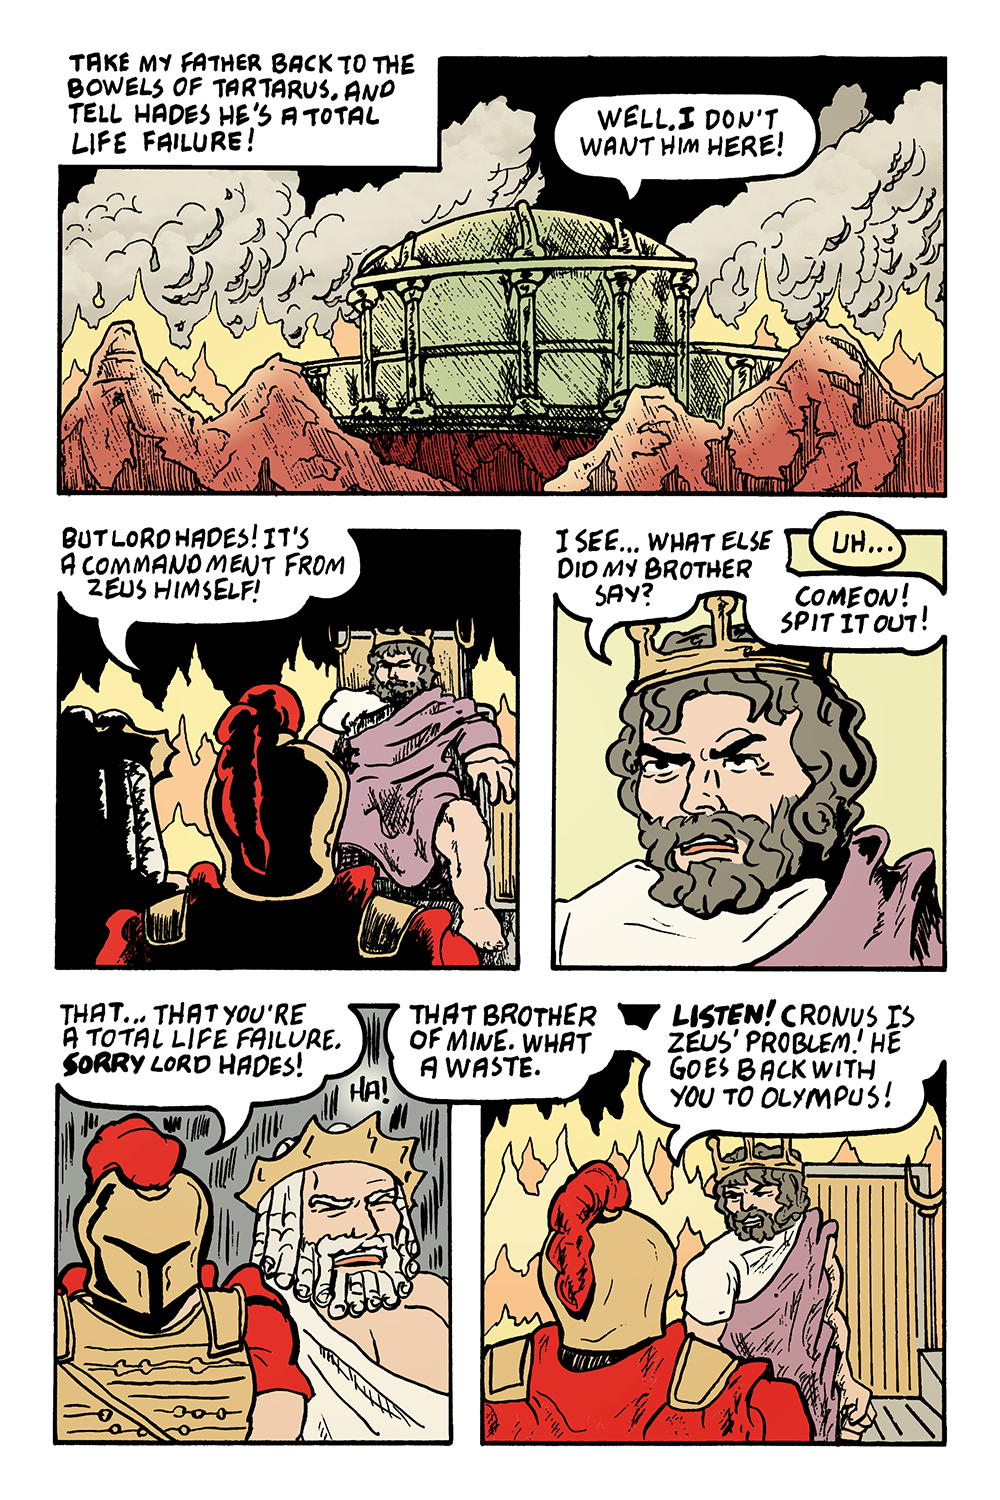 TAKE MY FATHER BACK TO THE
BOWELS OF TARTARUS. AND
TELL HADES HE'S A TOTAL
LIFE FAILURE!
WELL. I DON'T
WANT HIM HERE!
BUT LORD HADES! IT'S
A COMMANDMENT FROM
ZEUS HIMSELF!
I SEE... WHAT ELSE
DID MY BROTHER
SAY?
UH...
COME ON!
SPIT IT OUT!
THAT... THAT YOU'RE
A TOTAL LIFE FAILURE.
SORRY LORD HADES!
HA!
THAT BROTHER
OF MINE. WHAT
A WASTE.
LISTEN! CRONUS IS
ZEUS' PROBLEM! HE
GOES BACK WITH
YOU TO OLYMPUS!